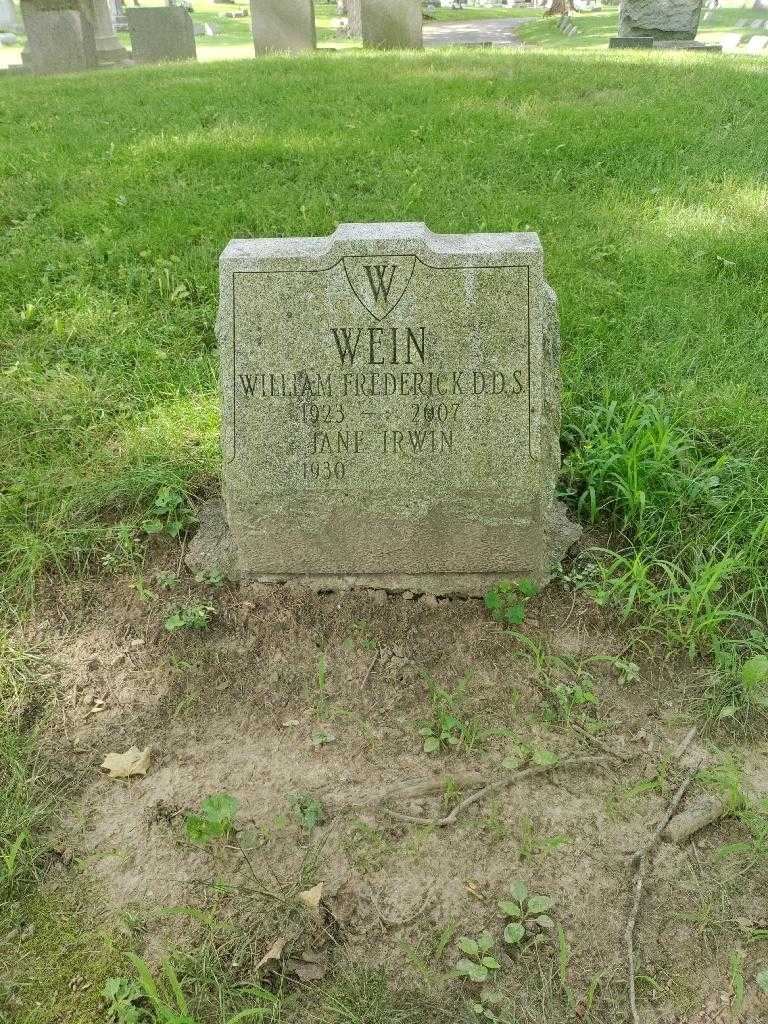 W
WEIN
WILLIAM FREDERICK D.D.S
1923 — 2007
JANE IRWIN
1930